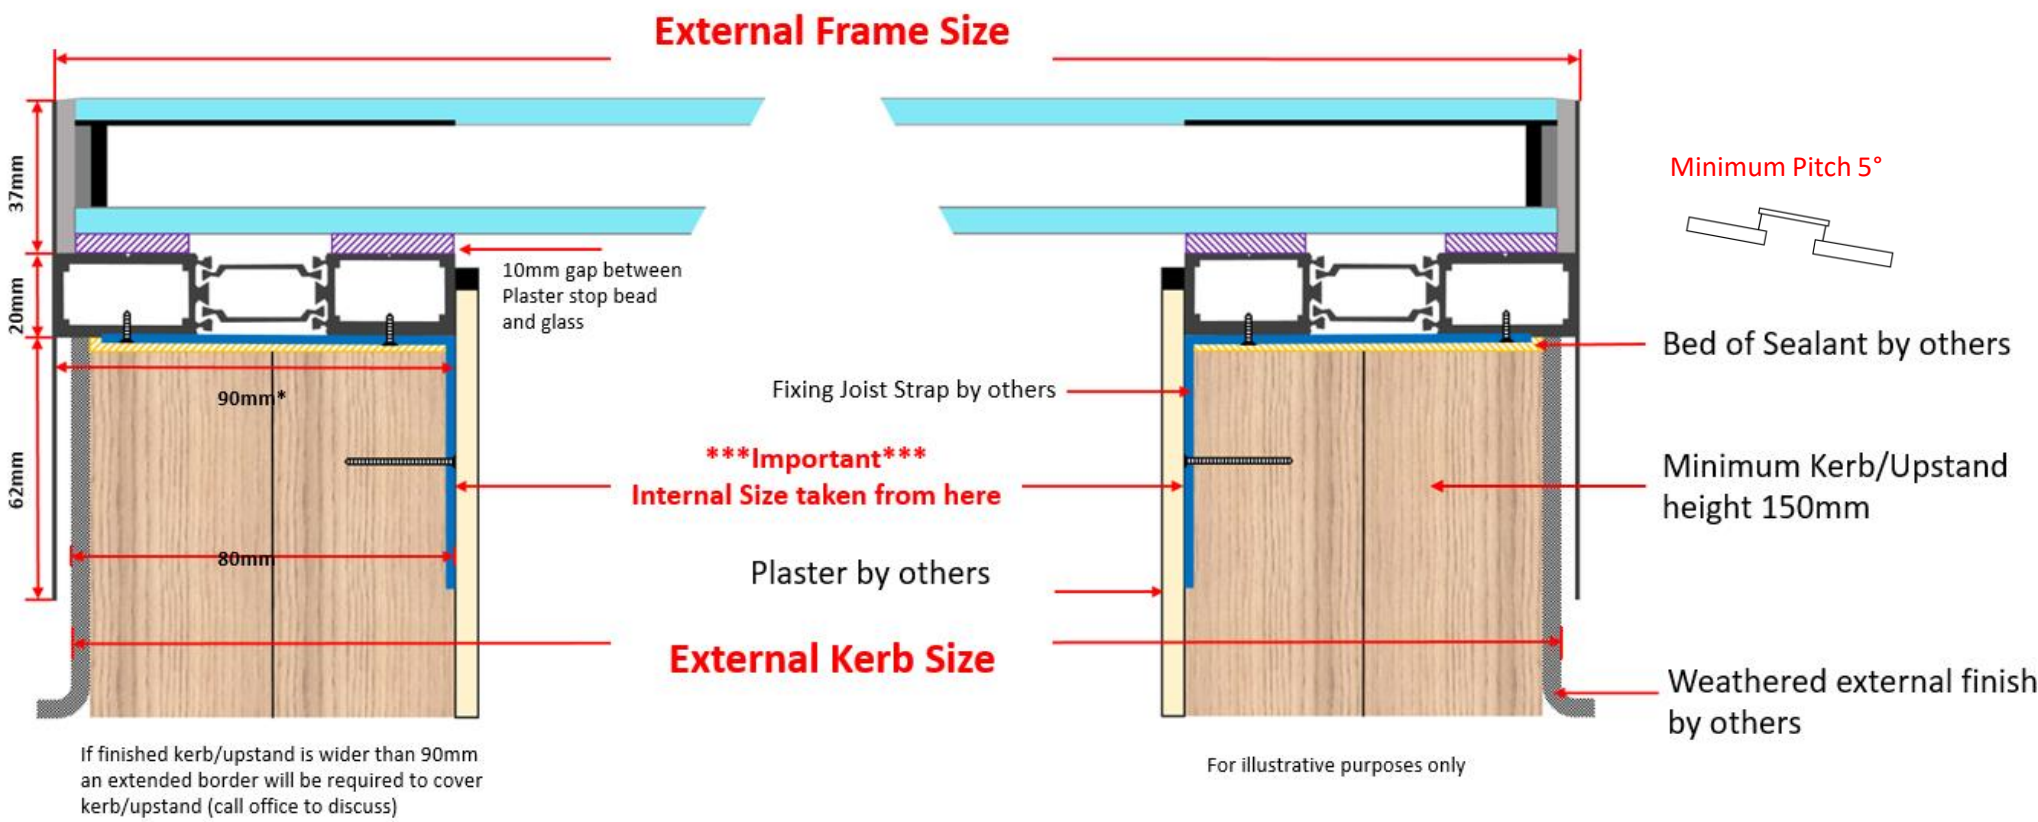 External Frame Size
37mm
20mm
62mm
Minimum Pitch 5°
10mm gap between
Plaster stop bead
and glass
90mm*
80mm
Fixing Joist Strap by others
***Important***
Internal Size taken from here
Plaster by others
External Kerb Size
Bed of Sealant by others
Minimum Kerb/Upstand
height 150mm
Weathered external finish
by others
If finished kerb/upstand is wider than 90mm
an extended border will be required to cover
kerb/upstand (call office to discuss)
For illustrative purposes only